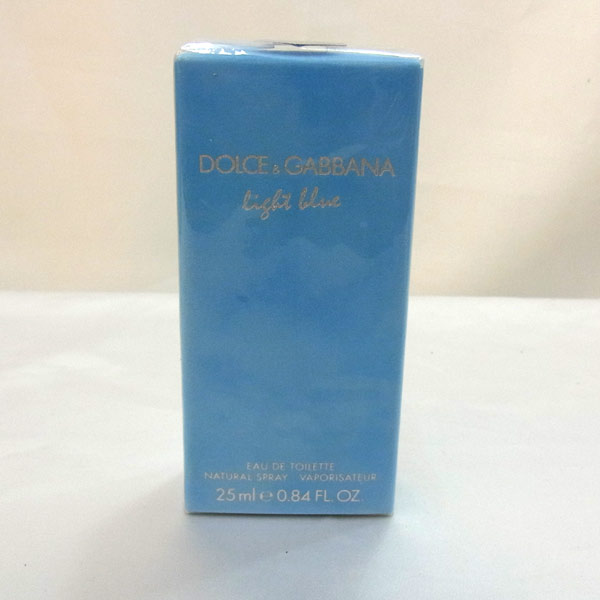 DOLCE & GABBANA
light blue
EAU DE TOILETTE
NATURAL SPRAY VAPORISATEUR
25 ml ℮ 0.84 FL. OZ.